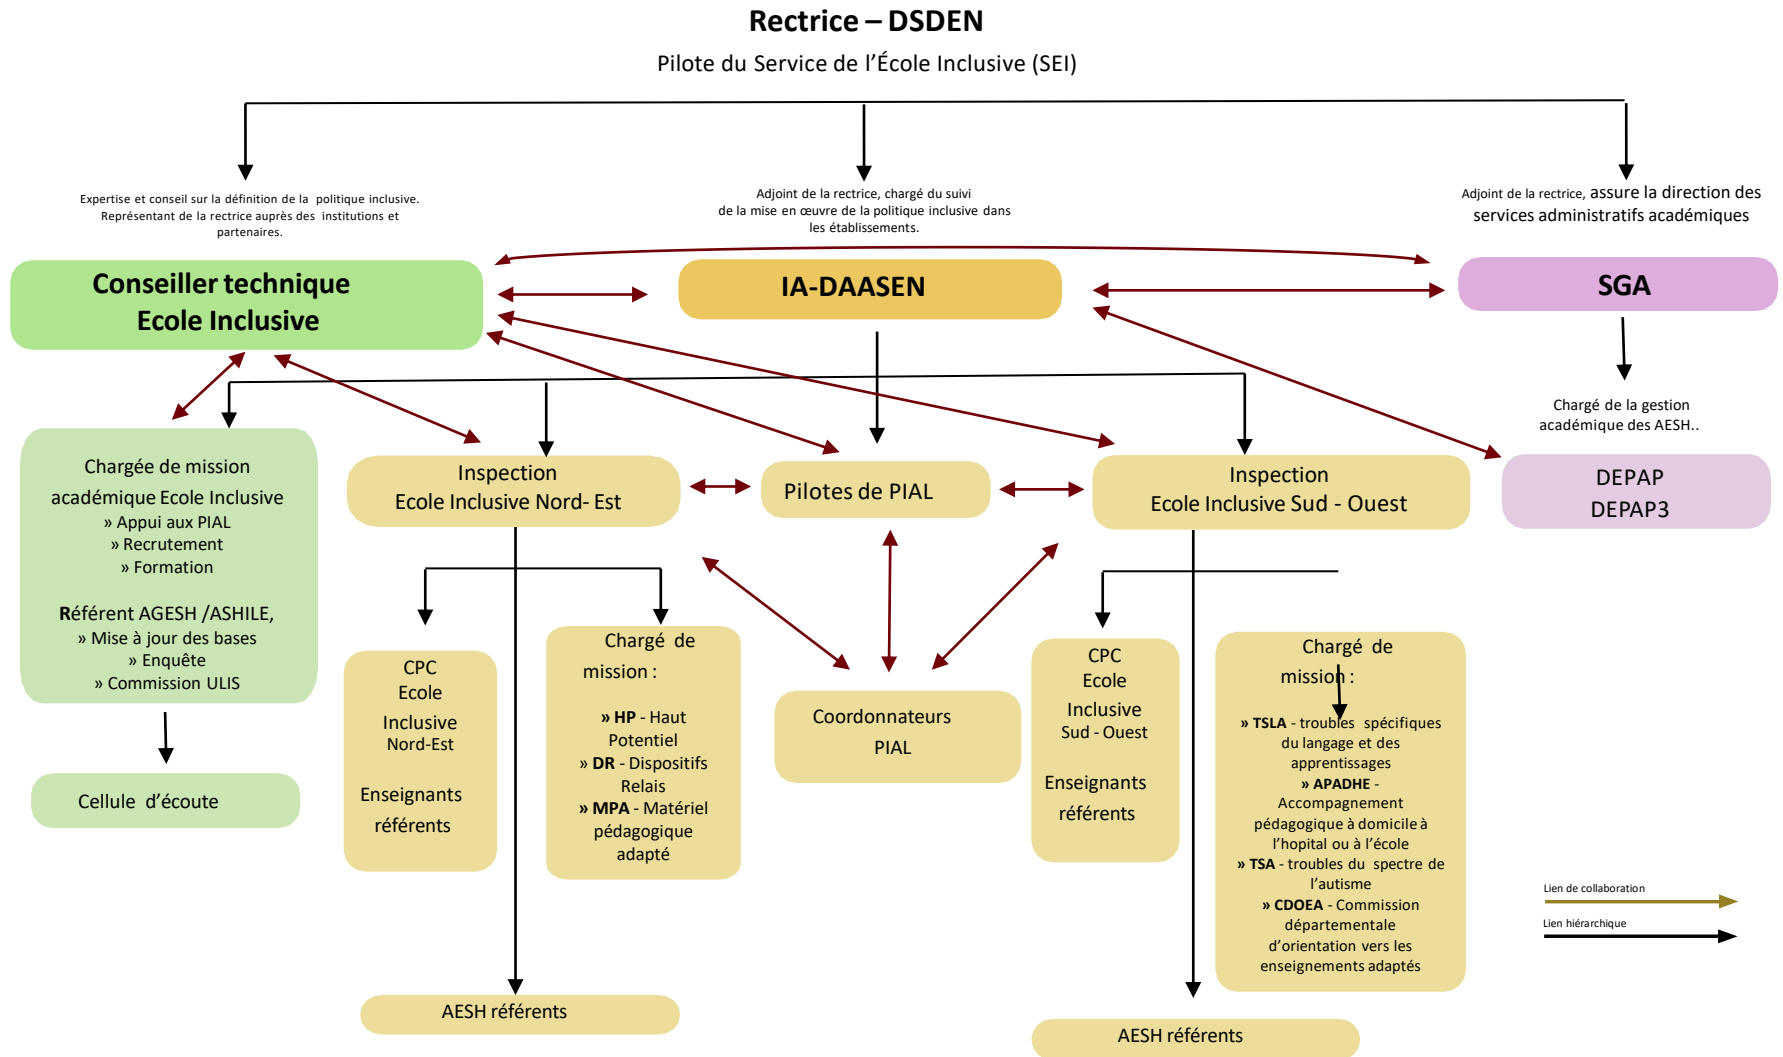 Rectrice – DSDEN
Pilote du Service de l'École Inclusive (SEI)
Expertise et conseil sur la définition de la politique inclusive.
Représentant de la rectrice auprès des institutions et
partenaires.
Adjoint de la rectrice, chargé du suivi
de la mise en œuvre de la politique inclusive dans
les établissements.
Adjoint de la rectrice, assure la direction des
services administratifs académiques
Conseiller technique
Ecole Inclusive
IA-DAASEN
SGA
Chargé de la gestion
académique des AESH..
Chargée de mission
académique Ecole Inclusive
» Appui aux PIAL
» Recrutement
» Formation
Référent AGESH /ASHILE,
» Mise à jour des bases
» Enquête
» Commission ULIS
Cellule d'écoute
Inspection
Ecole Inclusive Nord- Est
Pilotes de PIAL
Inspection
Ecole Inclusive Sud - Ouest
DEPAP
DEPAP3
CPC
Ecole
Inclusive
Nord-Est
Enseignants
référents
Chargé de
mission :
» HP - Haut
Potentiel
» DR - Dispositifs
Relais
» MPA - Matériel
pédagogique
adapté
Coordonnateurs
PIAL
CPC
Ecole
Inclusive
Sud - Ouest
Enseignants
référents
Chargé de
mission :
» TSLA - troubles spécifiques
du langage et des
apprentissages
» APADHE -
Accompagnement
pédagogique à domicile à
l'hopital ou à l'école
» TSA - troubles du spectre de
l'autisme
» CDOEA - Commission
départementale
d'orientation vers les
enseignements adaptés
AESH référents
AESH référents
Lien de collaboration
Lien hiérarchique